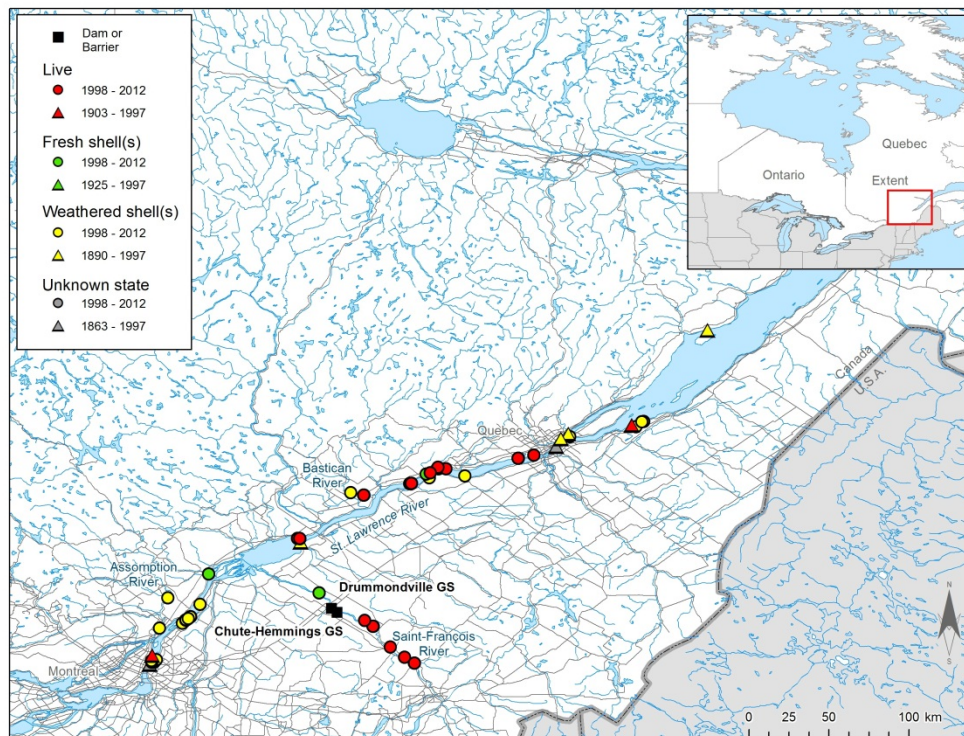 Dam or
Barrier
Live
1998 - 2012
1903 - 1997
Fresh shell(s)
1998 - 2012
1925 - 1997
Weathered shell(s)
1998 - 2012
1890 - 1997
Unknown state
1998 - 2012
1863 - 1997
Quebec
Ontario
Extent
Canada
U.S.A.
Québec
Bastican
River
St. Lawrence River
Assomption
River
Drummondville GS
Chute-Hemmings GS
Saint-François
River
Montréal
N
S
0 25 50 100 km